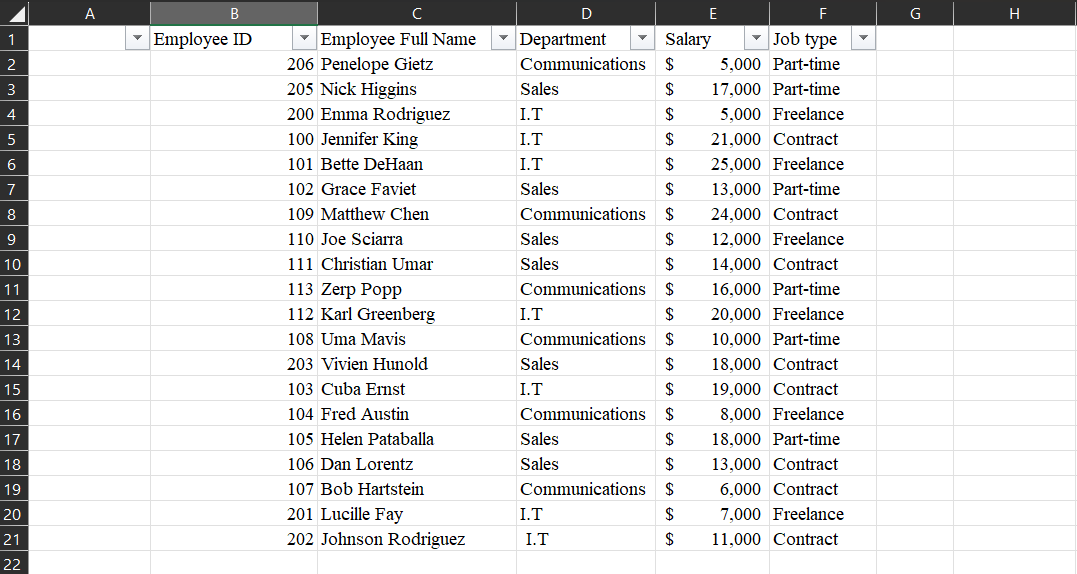 A B C D E F G H
1 Employee ID Employee Full Name Department Salary Job type
2 206 Penelope Gietz Communications $ 5,000 Part-time
3 205 Nick Higgins Sales $ 17,000 Part-time
4 200 Emma Rodriguez I.T $ 5,000 Freelance
5 100 Jennifer King I.T $ 21,000 Contract
6 101 Bette DeHaan I.T $ 25,000 Freelance
7 102 Grace Faviet Sales $ 13,000 Part-time
8 109 Matthew Chen Communications $ 24,000 Contract
9 110 Joe Sciarra Sales $ 12,000 Freelance
10 111 Christian Umar Sales $ 14,000 Contract
11 113 Zerp Popp Communications $ 16,000 Part-time
12 112 Karl Greenberg I.T $ 20,000 Freelance
13 108 Uma Mavis Communications $ 10,000 Part-time
14 203 Vivien Hunold Sales $ 18,000 Contract
15 103 Cuba Ernst I.T $ 19,000 Contract
16 104 Fred Austin Communications $ 8,000 Freelance
17 105 Helen Pataballa Sales $ 18,000 Part-time
18 106 Dan Lorentz Sales $ 13,000 Contract
19 107 Bob Hartstein Communications $ 6,000 Contract
20 201 Lucille Fay I.T $ 7,000 Freelance
21 202 Johnson Rodriguez I.T $ 11,000 Contract
22